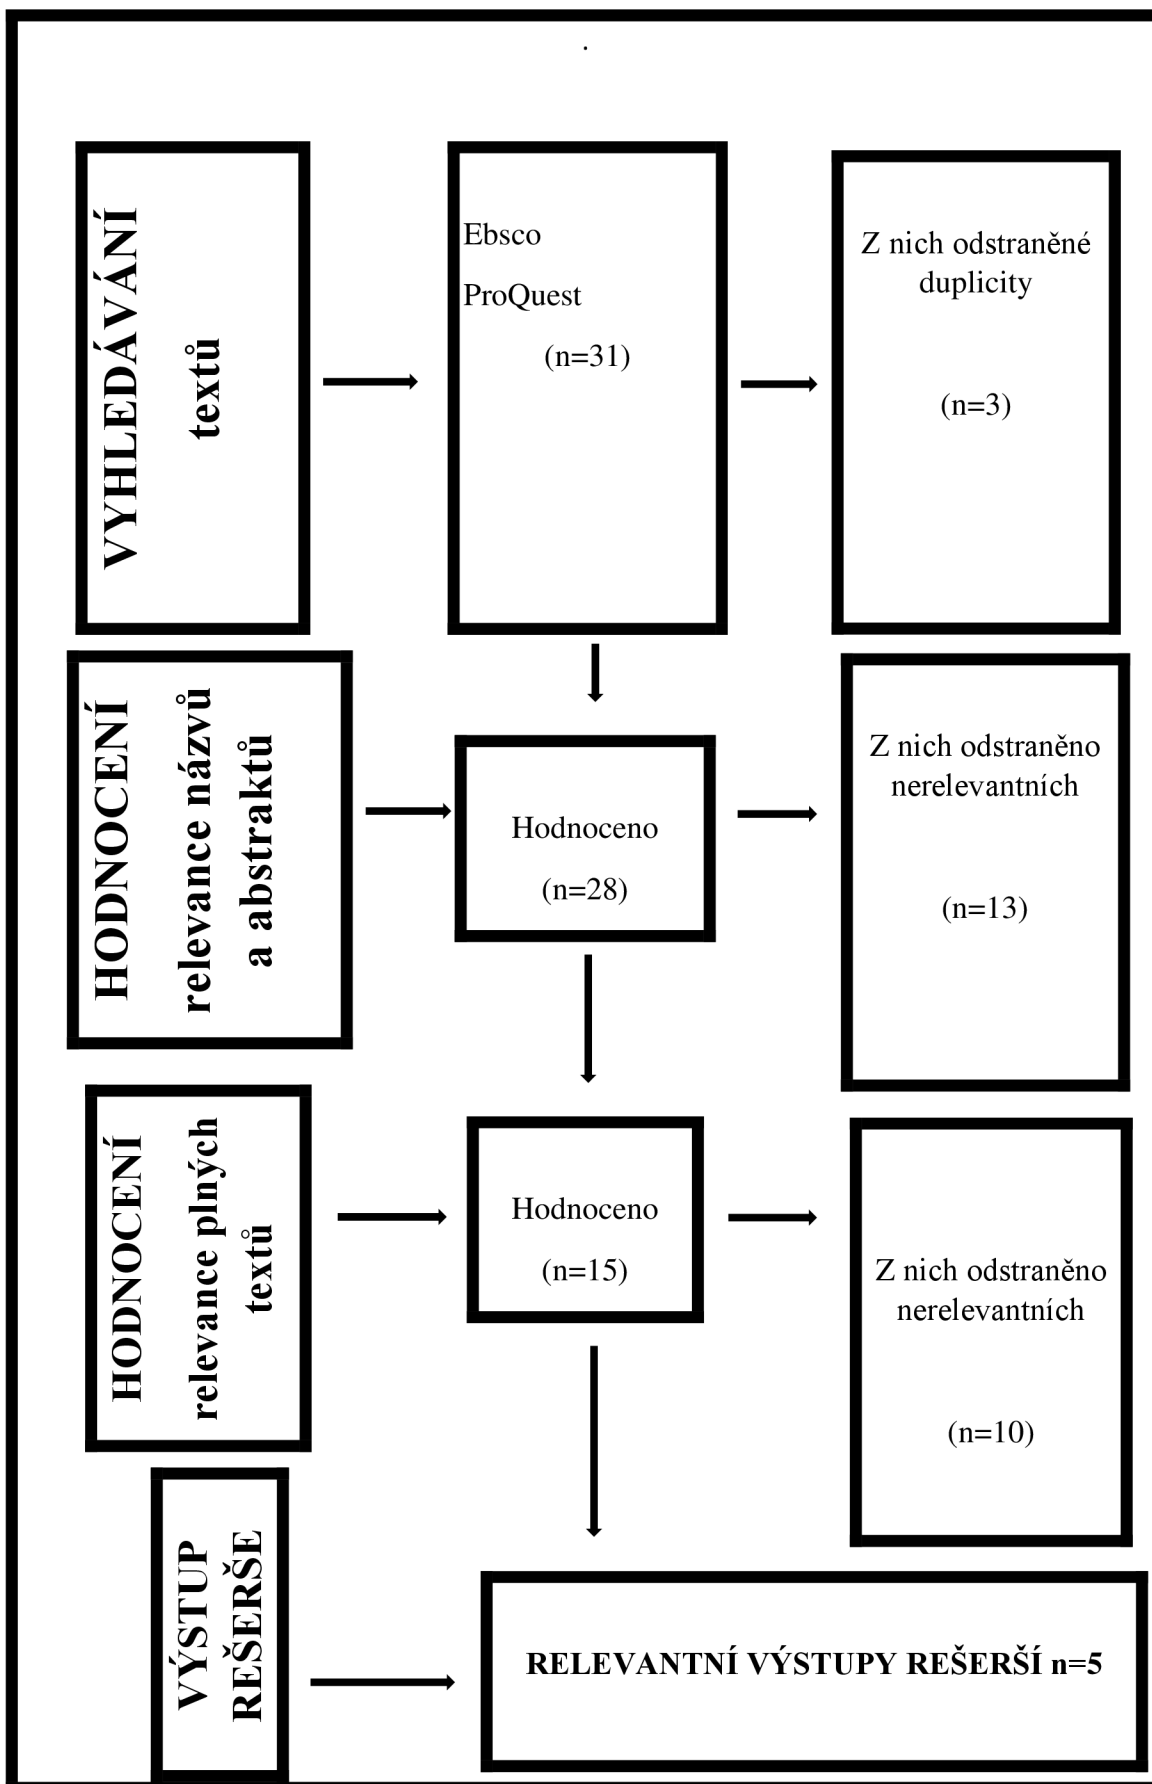 .
VYHLEDÁVÁNÍ
textů
Ebsco
ProQuest
(n=31)
Z nich odstraněné
duplicity
(n=3)
HODNOCENÍ
relevance názvů
a abstraktů
Hodnoceno
(n=28)
Z nich odstraněno
nerelevantních
(n=13)
HODNOCENÍ
relevance plných
textů
Hodnoceno
(n=15)
Z nich odstraněno
nerelevantních
(n=10)
VÝSTUP
REŠERŠE
RELEVANTNÍ VÝSTUPY REŠERŠÍ n=5